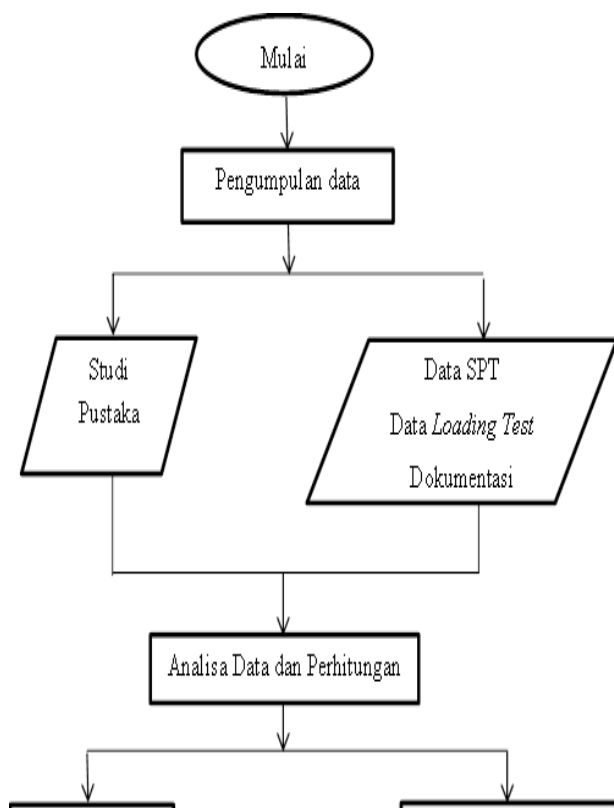 Mulai
Pengumpulan data
Studi
Pustaka
Data SPT
Data Loading Test
Dokumentasi
Analisa Data dan Perhitungan